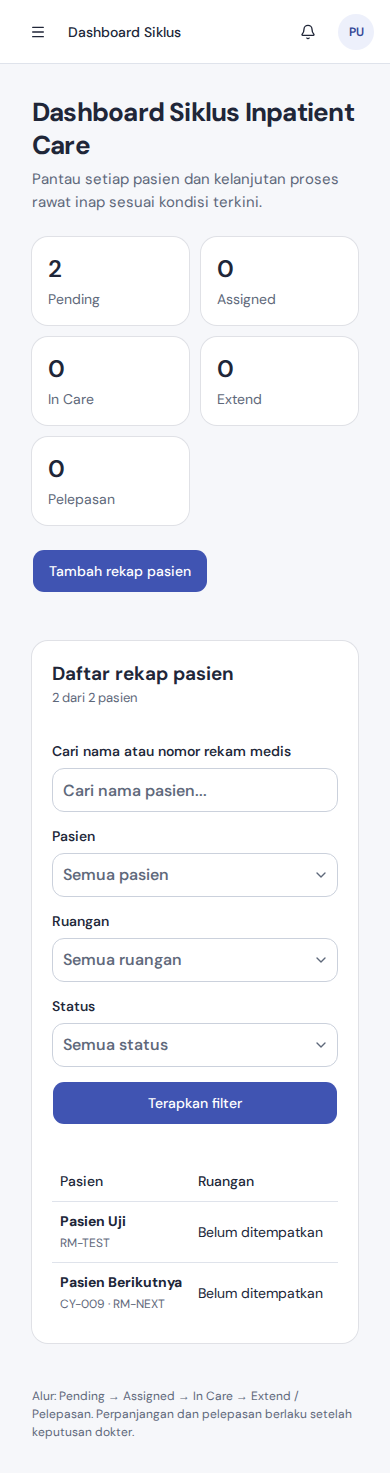 Dashboard Siklus
PU
Dashboard Siklus Inpatient
Care
Pantau setiap pasien dan kelanjutan proses
rawat inap sesuai kondisi terkini.
2
Pending
0
Assigned
0
In Care
0
Extend
0
Pelepasan
Tambah rekap pasien
Daftar rekap pasien
2 dari 2 pasien
Cari nama atau nomor rekam medis
Cari nama pasien...
Pasien
Semua pasien
Ruangan
Semua ruangan
Status
Semua status
Terapkan filter
Pasien Ruangan
Pasien Uji
RM-TEST
Belum ditempatkan
Pasien Berikutnya
CY-009 · RM-NEXT
Belum ditempatkan
Alur: Pending → Assigned → In Care → Extend /
Pelepasan. Perpanjangan dan pelepasan berlaku setelah
keputusan dokter.